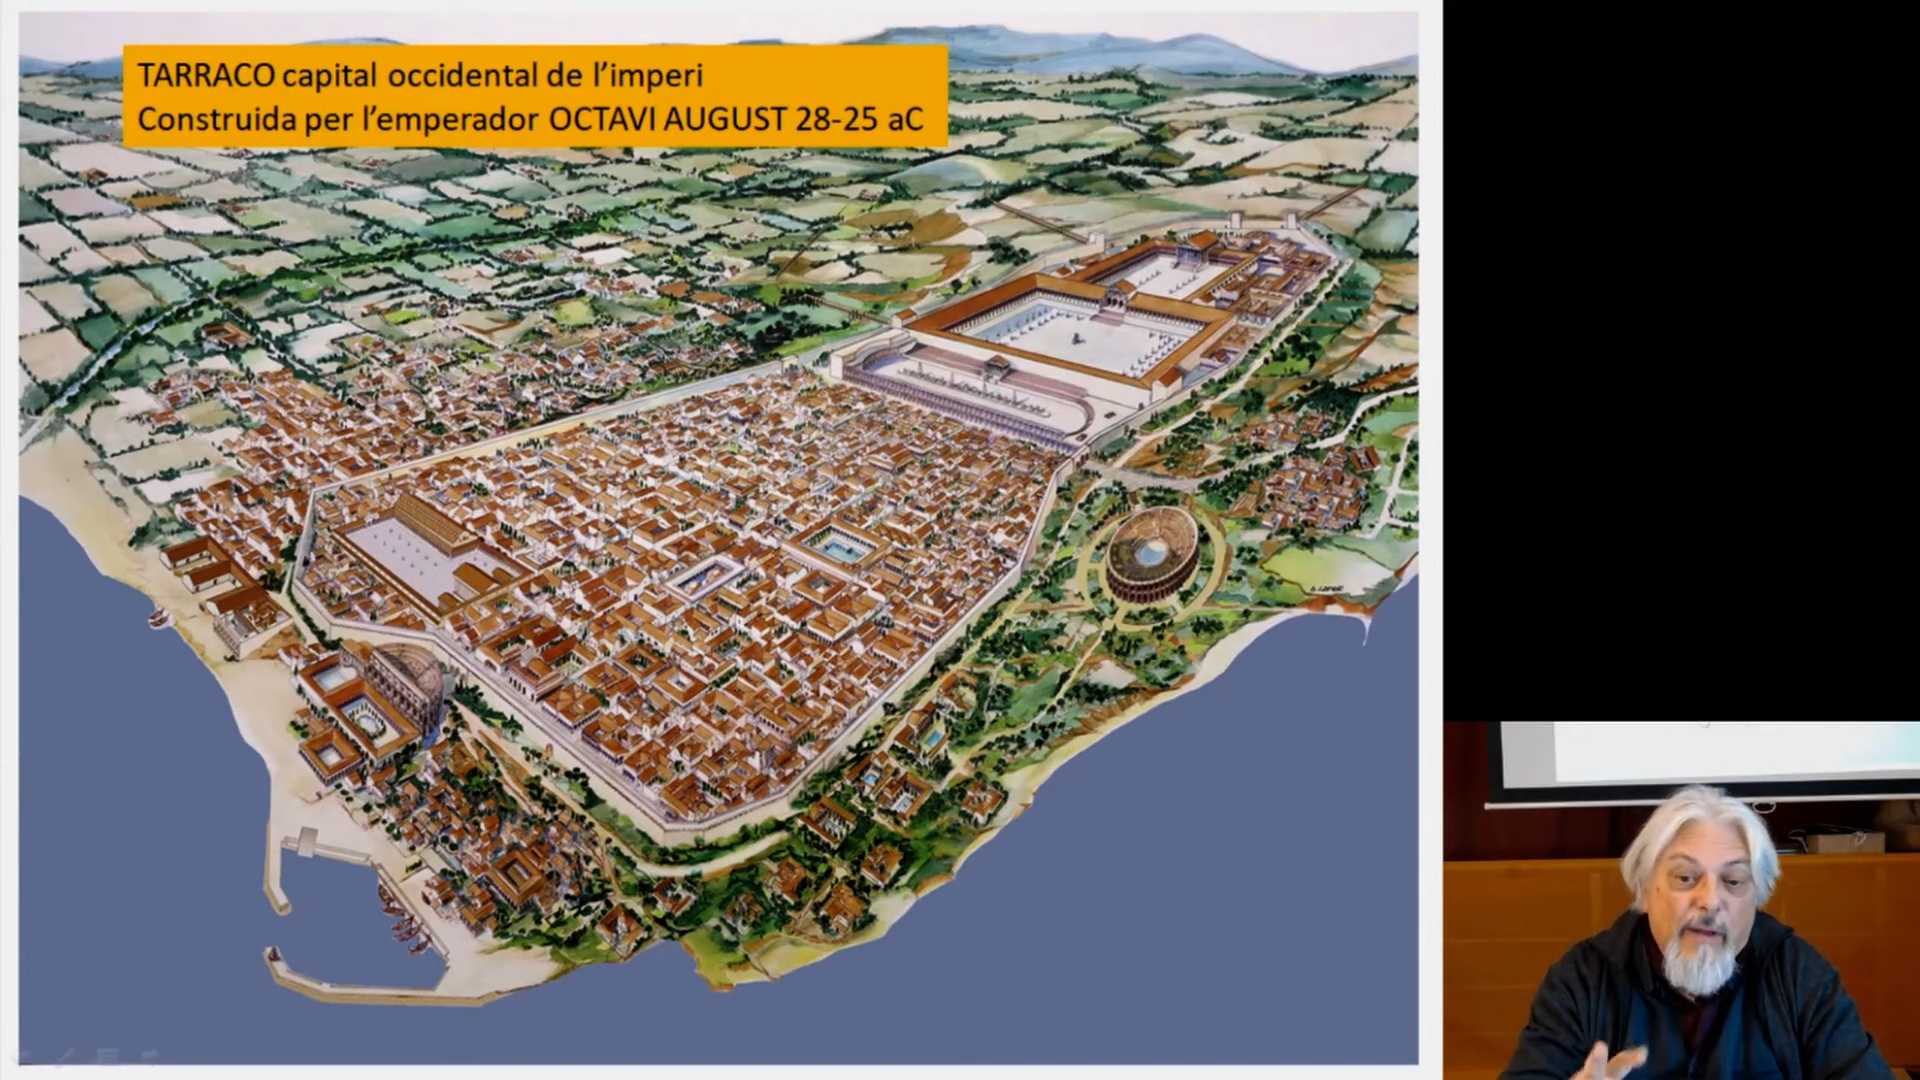 TARRACO capital occidental de l’imperi
Construida per l’emperador OCTAVI AUGUST 28-25 aC